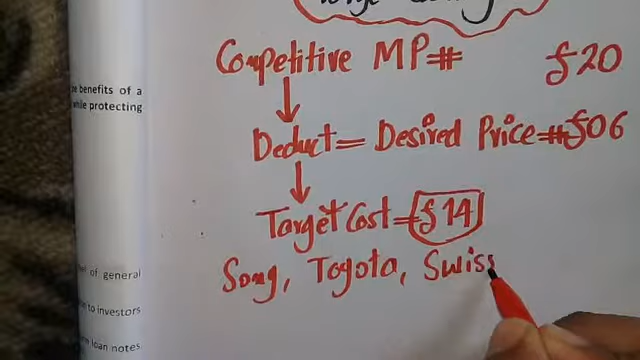 Competitive MP# £20
Deduct = Desired Price # £06
Target Cost = £14
Sony, Toyota, Swiss
benefits of a
while protecting
of general
to investors
loan notes